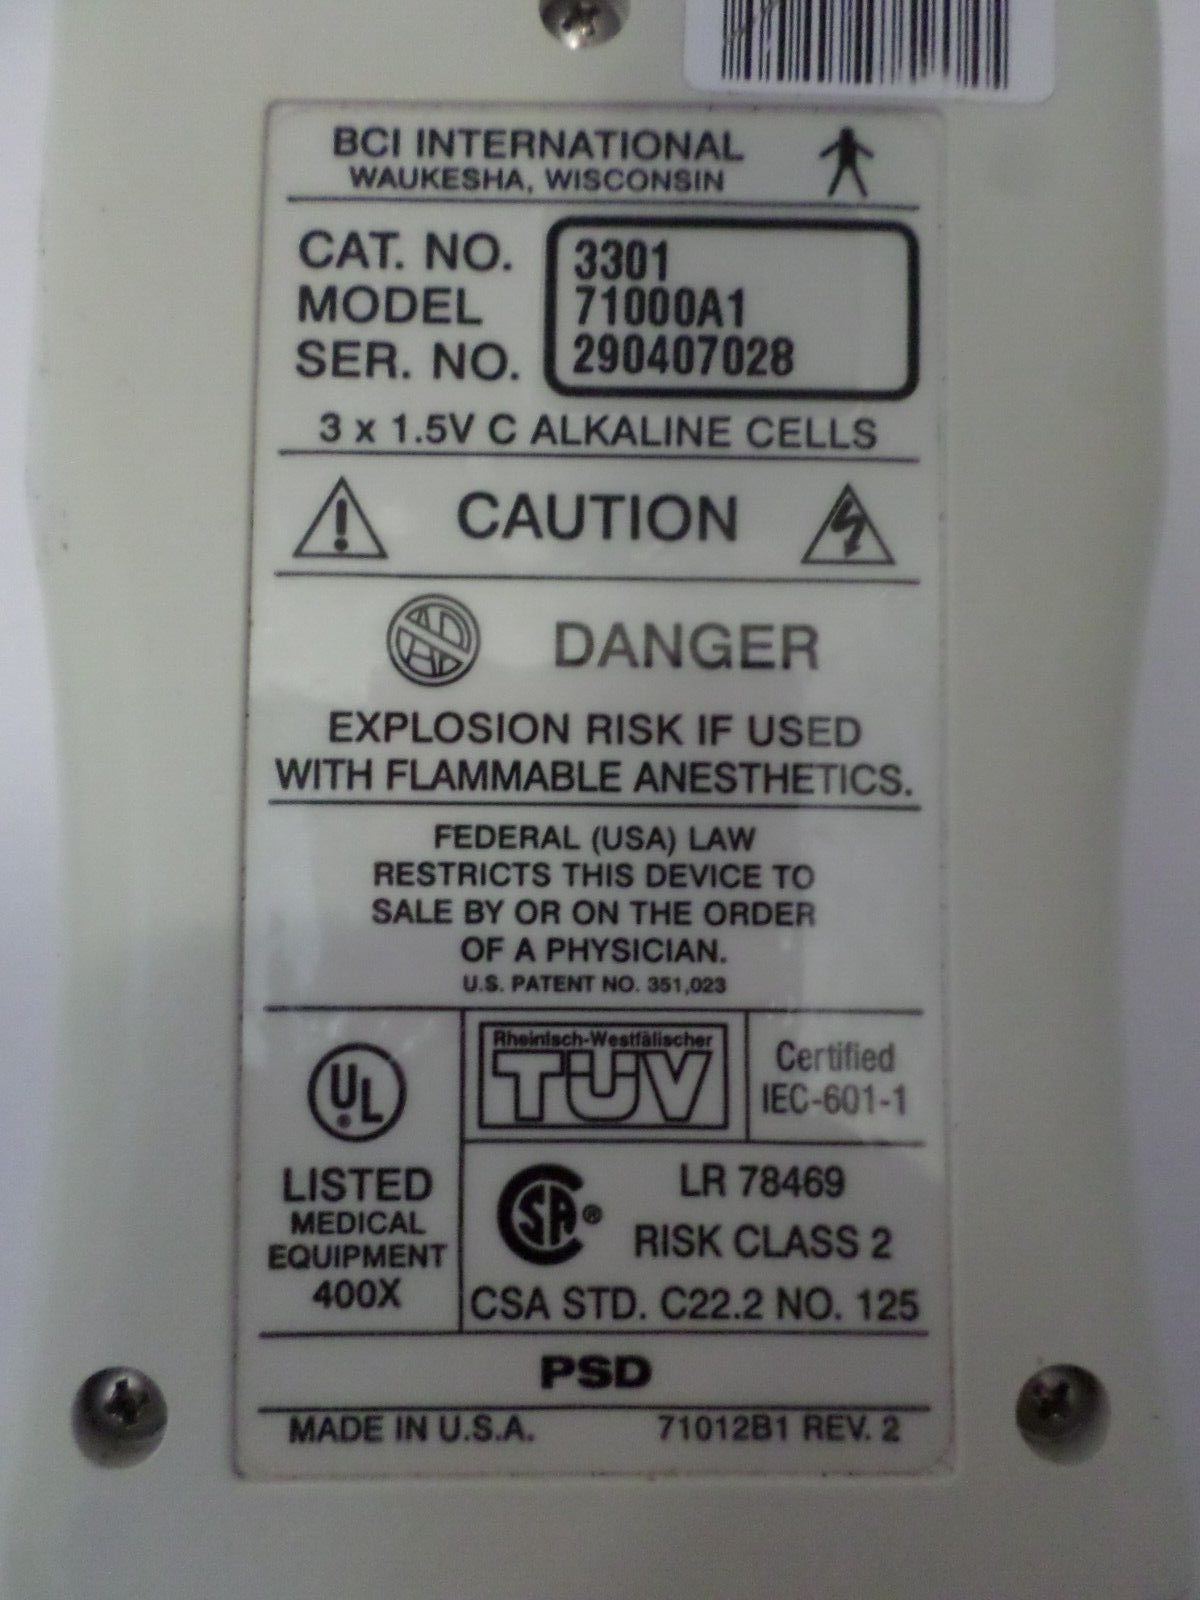 BCI INTERNATIONAL
WAUKESHA, WISCONSIN
CAT. NO. 3301
MODEL 71000A1
SER. NO. 290407028
3 x 1.5V C ALKALINE CELLS
CAUTION
DANGER
EXPLOSION RISK IF USED
WITH FLAMMABLE ANESTHETICS.
FEDERAL (USA) LAW
RESTRICTS THIS DEVICE TO
SALE BY OR ON THE ORDER
OF A PHYSICIAN.
U.S. PATENT NO. 351,023
UL®
LISTED
MEDICAL
EQUIPMENT
400X
Rheinisch-Westfälischer
TÜV
Certified
IEC-601-1
CSA®
LR 78469
RISK CLASS 2
CSA STD. C22.2 NO. 125
PSD
MADE IN U.S.A. 71012B1 REV. 2